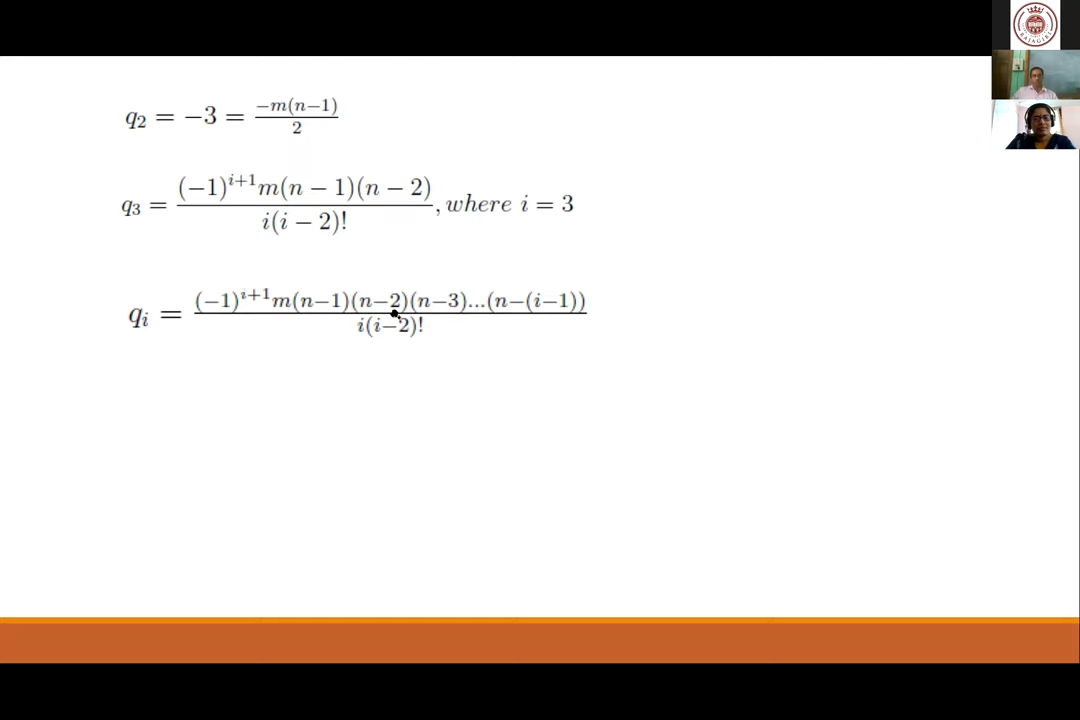 q₂ = −3 = −m(n−1)/2
q₃ = (−1)^{i+1}m(n − 1)(n − 2)/i(i − 2)!, where i = 3
qᵢ = (−1)^{i+1}m(n−1)(n−2)(n−3)...(n−(i−1))/i(i−2)!
RAJAGIRI